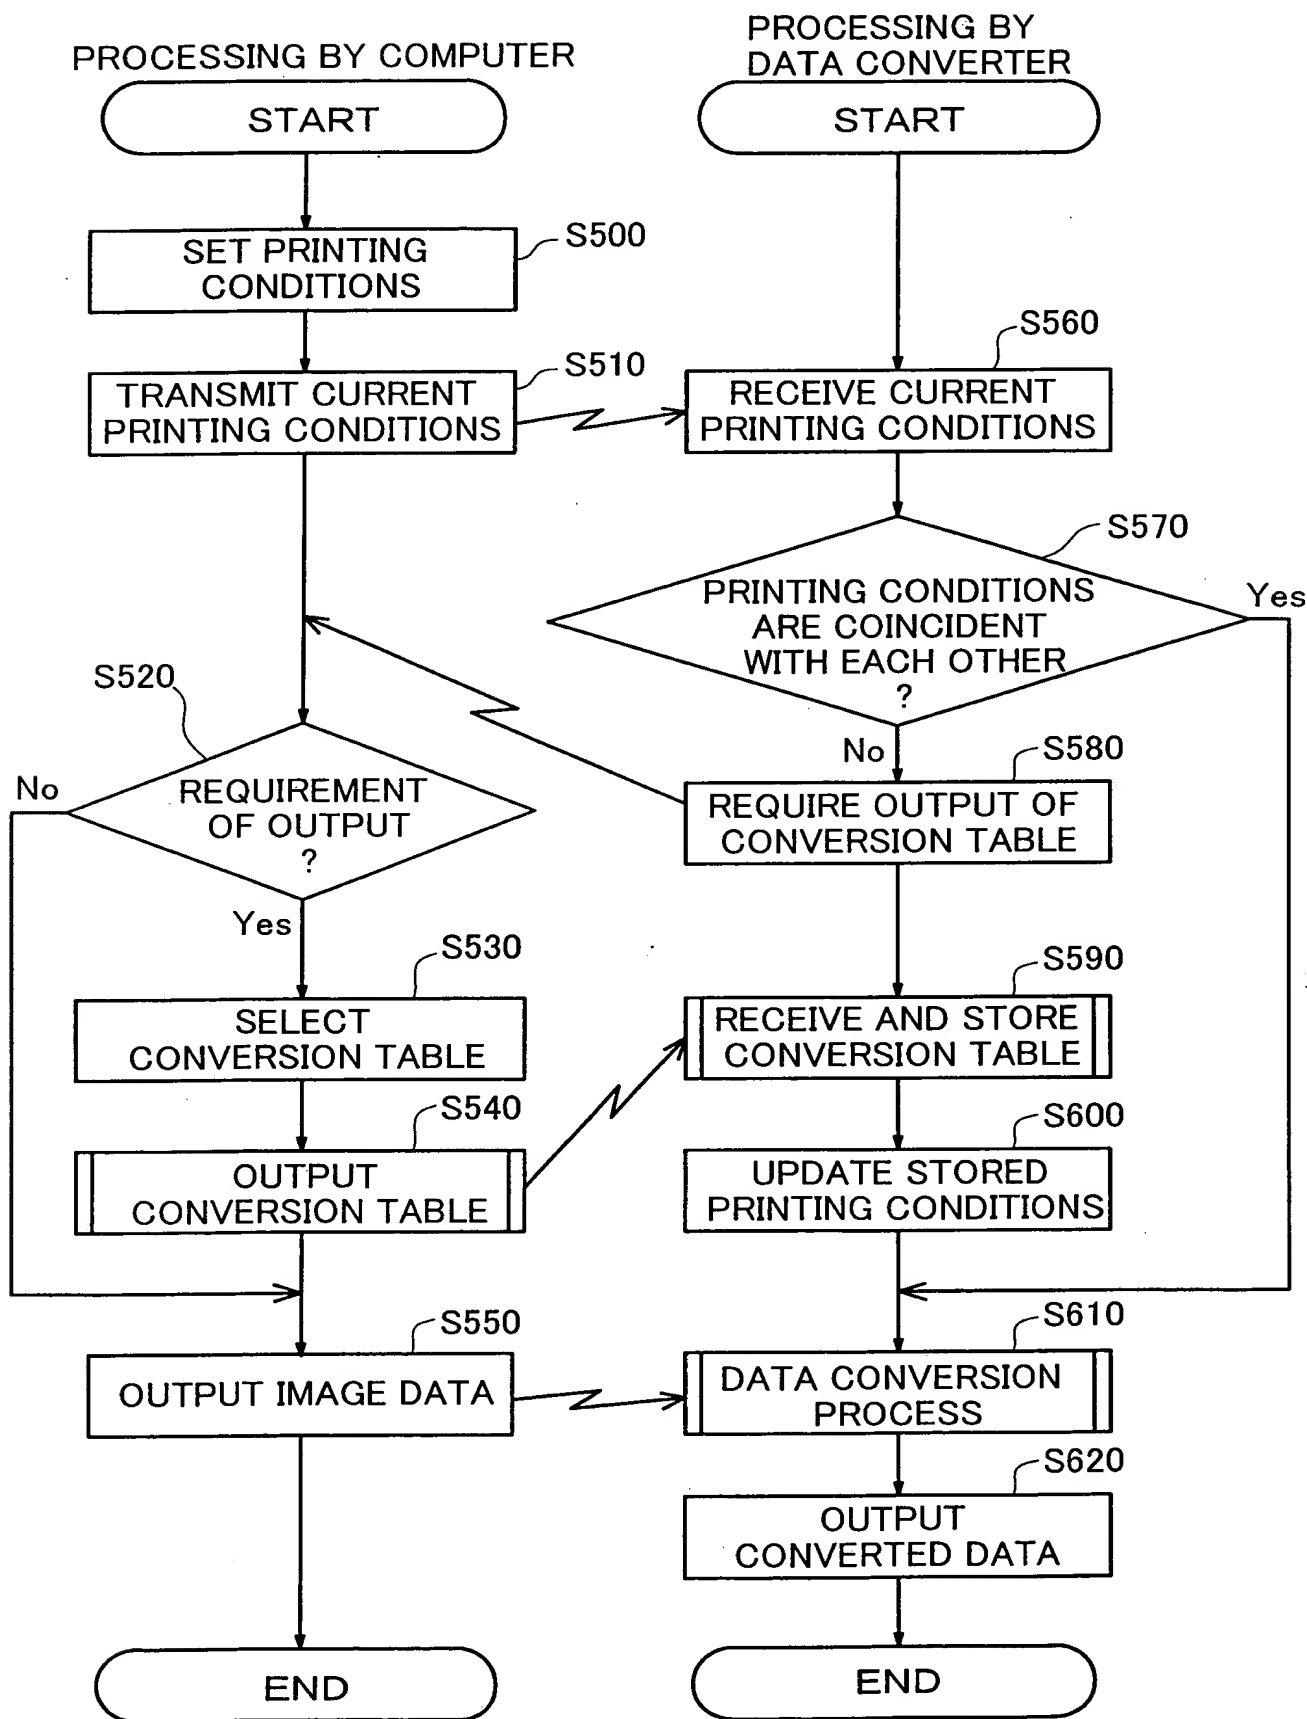 PROCESSING BY COMPUTER
START
SET PRINTING
CONDITIONS
S500
TRANSMIT CURRENT
PRINTING CONDITIONS
S510
S520
REQUIREMENT
OF OUTPUT
?
No
Yes
S530
SELECT
CONVERSION TABLE
S540
OUTPUT
CONVERSION TABLE
S550
OUTPUT IMAGE DATA
END
PROCESSING BY
DATA CONVERTER
START
S560
RECEIVE CURRENT
PRINTING CONDITIONS
S570
PRINTING CONDITIONS
ARE COINCIDENT
WITH EACH OTHER
?
Yes
No
S580
REQUIRE OUTPUT OF
CONVERSION TABLE
S590
RECEIVE AND STORE
CONVERSION TABLE
S600
UPDATE STORED
PRINTING CONDITIONS
S610
DATA CONVERSION
PROCESS
S620
OUTPUT
CONVERTED DATA
END